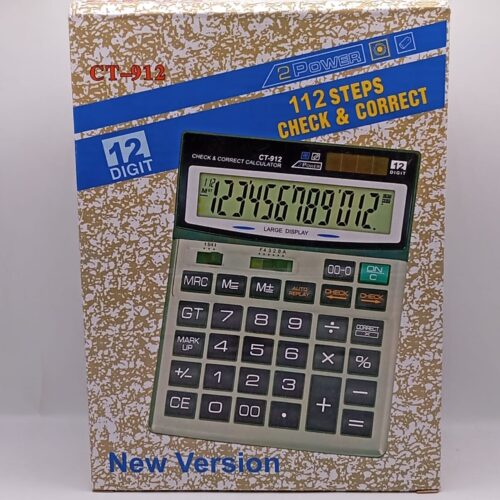 CT-912
2 POWER
112 STEPS
CHECK & CORRECT
12
DIGIT
CT-912
CHECK & CORRECT CALCULATOR
2 POWER
12
DIGIT
123456789012.
LARGE DISPLAY
00→0
ON
C
MRC
M=
M±
AUTO
REPLAY
CHECK
CHECK
GT
7
8
9
÷
CORRECT
MARK
UP
4
5
6
×
%
+/−
1
2
3
−
√
CE
0
00
·
+
=
New Version